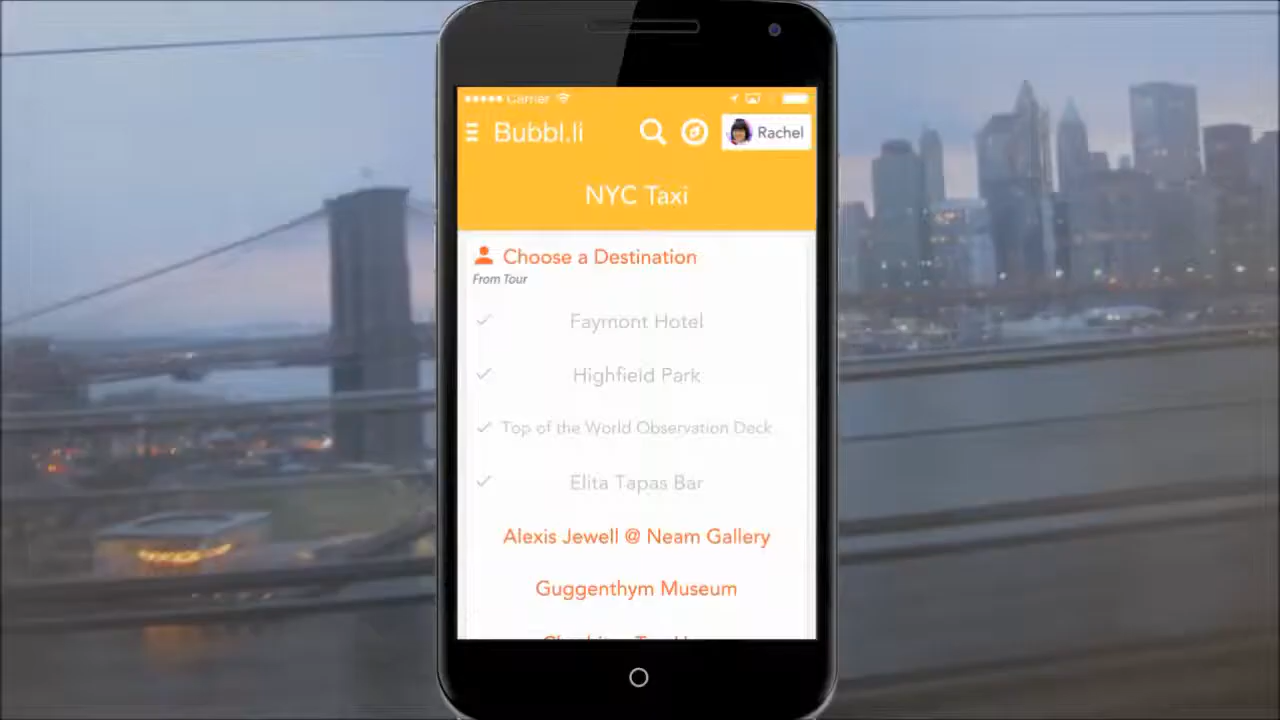 Carrier
Bubbl.li
Rachel
NYC Taxi
Choose a Destination
From Tour
Faymont Hotel
Highfield Park
Top of the World Observation Deck
Elita Tapas Bar
Alexis Jewell @ Neam Gallery
Guggenthym Museum